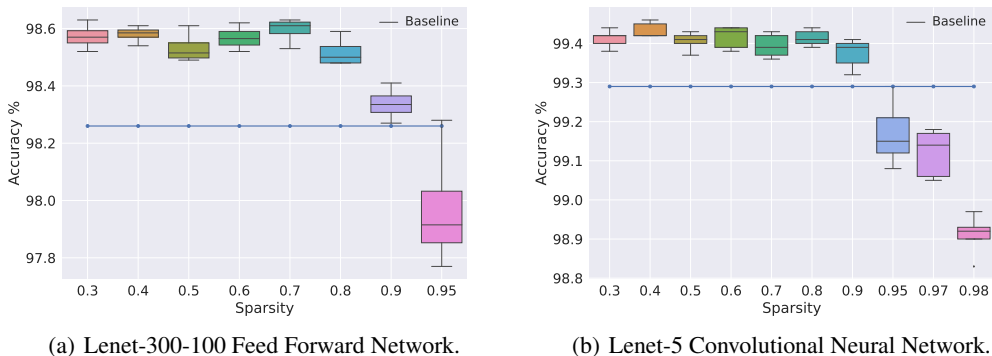 98.6
98.4
98.2
98.0
97.8
Accuracy %
Baseline
0.3 0.4 0.5 0.6 0.7 0.8 0.9 0.95
Sparsity
(a) Lenet-300-100 Feed Forward Network.
99.4
99.3
99.2
99.1
99.0
98.9
98.8
Accuracy %
Baseline
0.3 0.4 0.5 0.6 0.7 0.8 0.9 0.95 0.97 0.98
Sparsity
(b) Lenet-5 Convolutional Neural Network.